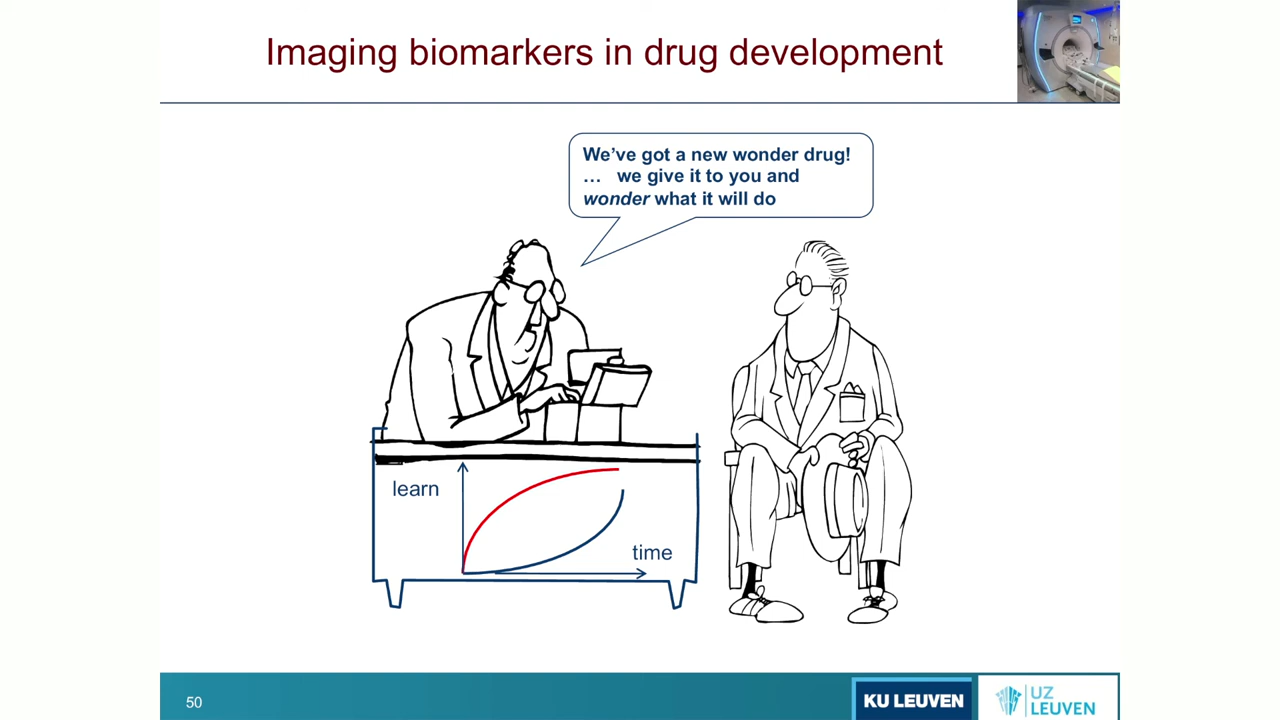 Imaging biomarkers in drug development
We’ve got a new wonder drug!
… we give it to you and
wonder what it will do
learn
time
50
KU LEUVEN
UZ
LEUVEN